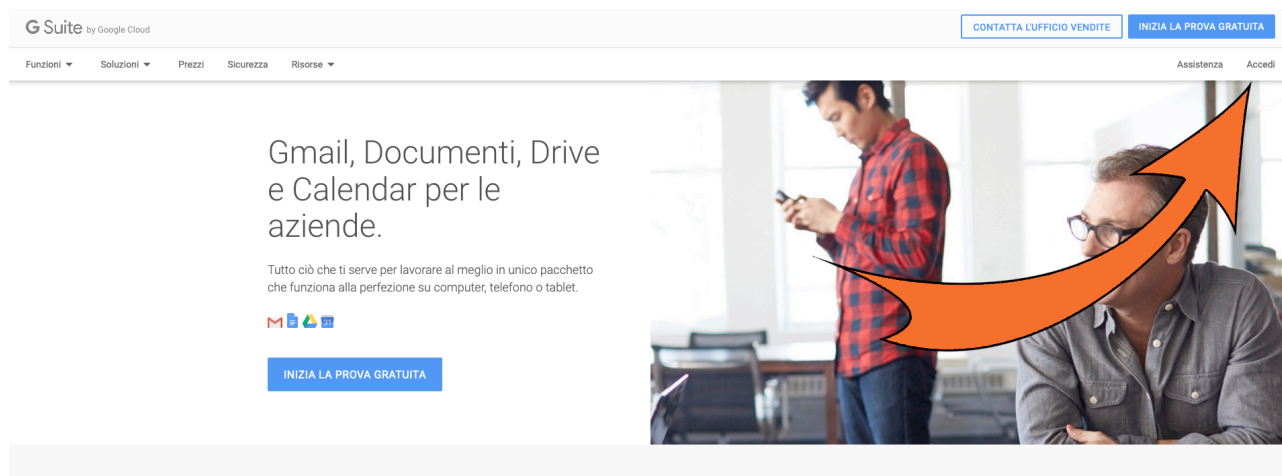 G Suite by Google Cloud
CONTATTA L'UFFICIO VENDITE
INIZIA LA PROVA GRATUITA
Funzioni
Soluzioni
Prezzi
Sicurezza
Risorse
Assistenza
Accedi
Gmail, Documenti, Drive
e Calendar per le
aziende.
Tutto ciò che ti serve per lavorare al meglio in unico pacchetto
che funziona alla perfezione su computer, telefono o tablet.
31
INIZIA LA PROVA GRATUITA